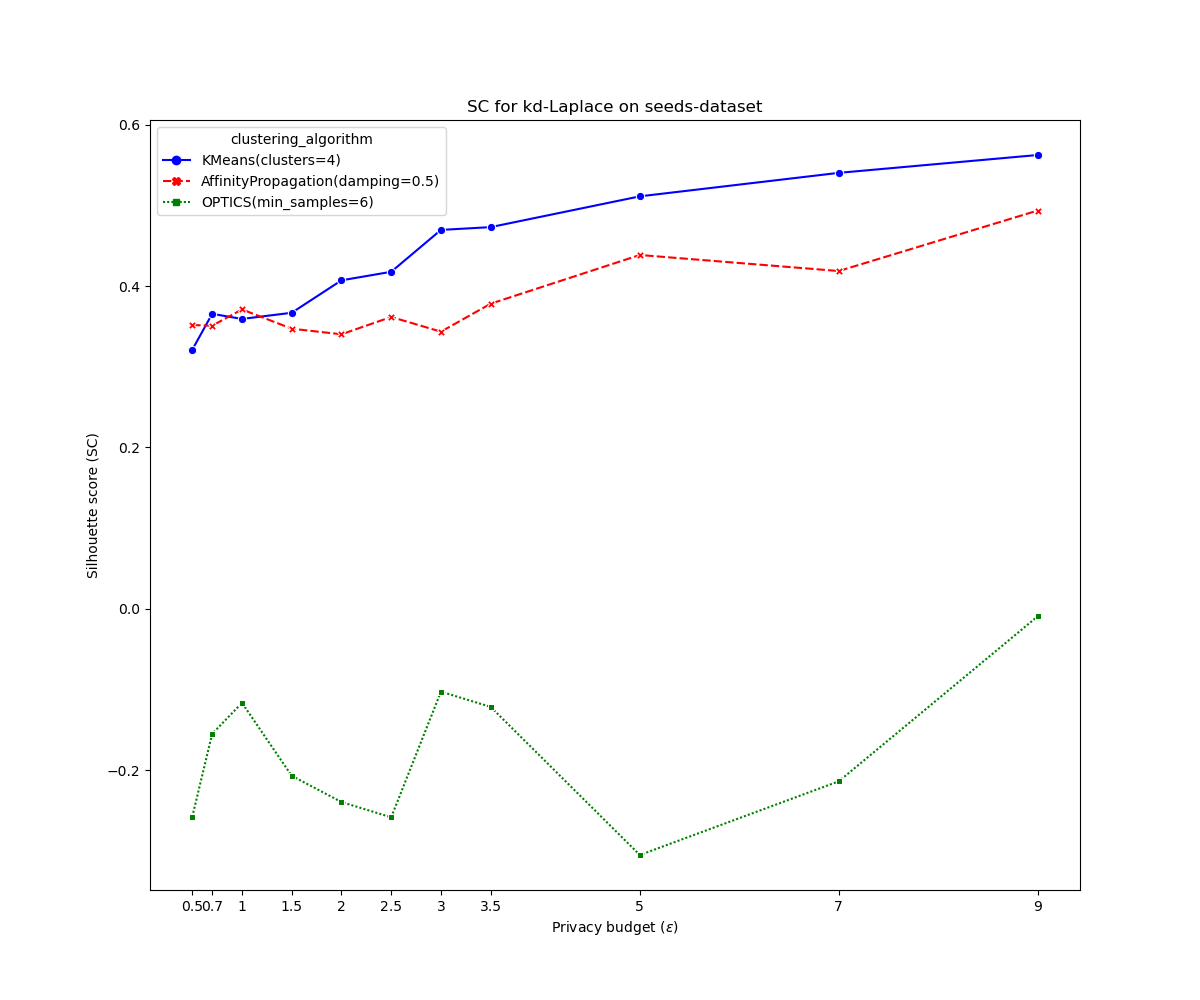 SC for kd-Laplace on seeds-dataset
clustering_algorithm
KMeans(clusters=4)
AffinityPropagation(damping=0.5)
OPTICS(min_samples=6)
Silhouette score (SC)
0.6
0.4
0.2
0.0
−0.2
0.5 0.7 1 1.5 2 2.5 3 3.5 5 7 9
Privacy budget (ε)